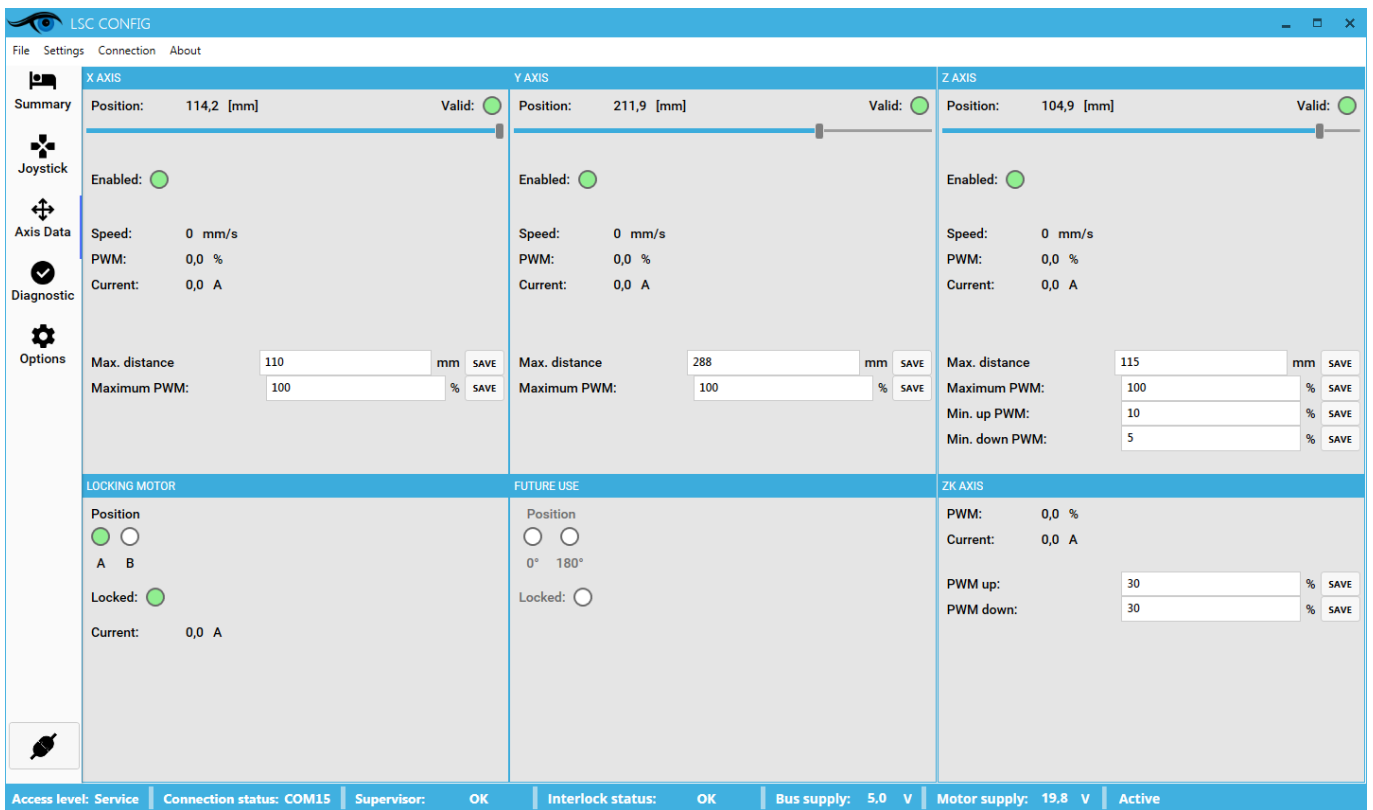 LSC CONFIG
File Settings Connection About
Summary
Joystick
Axis Data
Diagnostic
Options
X AXIS
Position: 114,2 [mm] Valid:
Enabled:
Speed: 0 mm/s
PWM: 0,0 %
Current: 0,0 A
Max. distance 110 mm SAVE
Maximum PWM: 100 % SAVE
Y AXIS
Position: 211,9 [mm] Valid:
Enabled:
Speed: 0 mm/s
PWM: 0,0 %
Current: 0,0 A
Max. distance 288 mm SAVE
Maximum PWM: 100 % SAVE
Z AXIS
Position: 104,9 [mm] Valid:
Enabled:
Speed: 0 mm/s
PWM: 0,0 %
Current: 0,0 A
Max. distance 115 mm SAVE
Maximum PWM: 100 % SAVE
Min. up PWM: 10 % SAVE
Min. down PWM: 5 % SAVE
LOCKING MOTOR
Position
A B
Locked:
Current: 0,0 A
FUTURE USE
Position
0° 180°
Locked:
ZK AXIS
PWM: 0,0 %
Current: 0,0 A
PWM up: 30 % SAVE
PWM down: 30 % SAVE
Access level: Service Connection status: COM15 Supervisor: OK Interlock status: OK Bus supply: 5,0 V Motor supply: 19,8 V Active